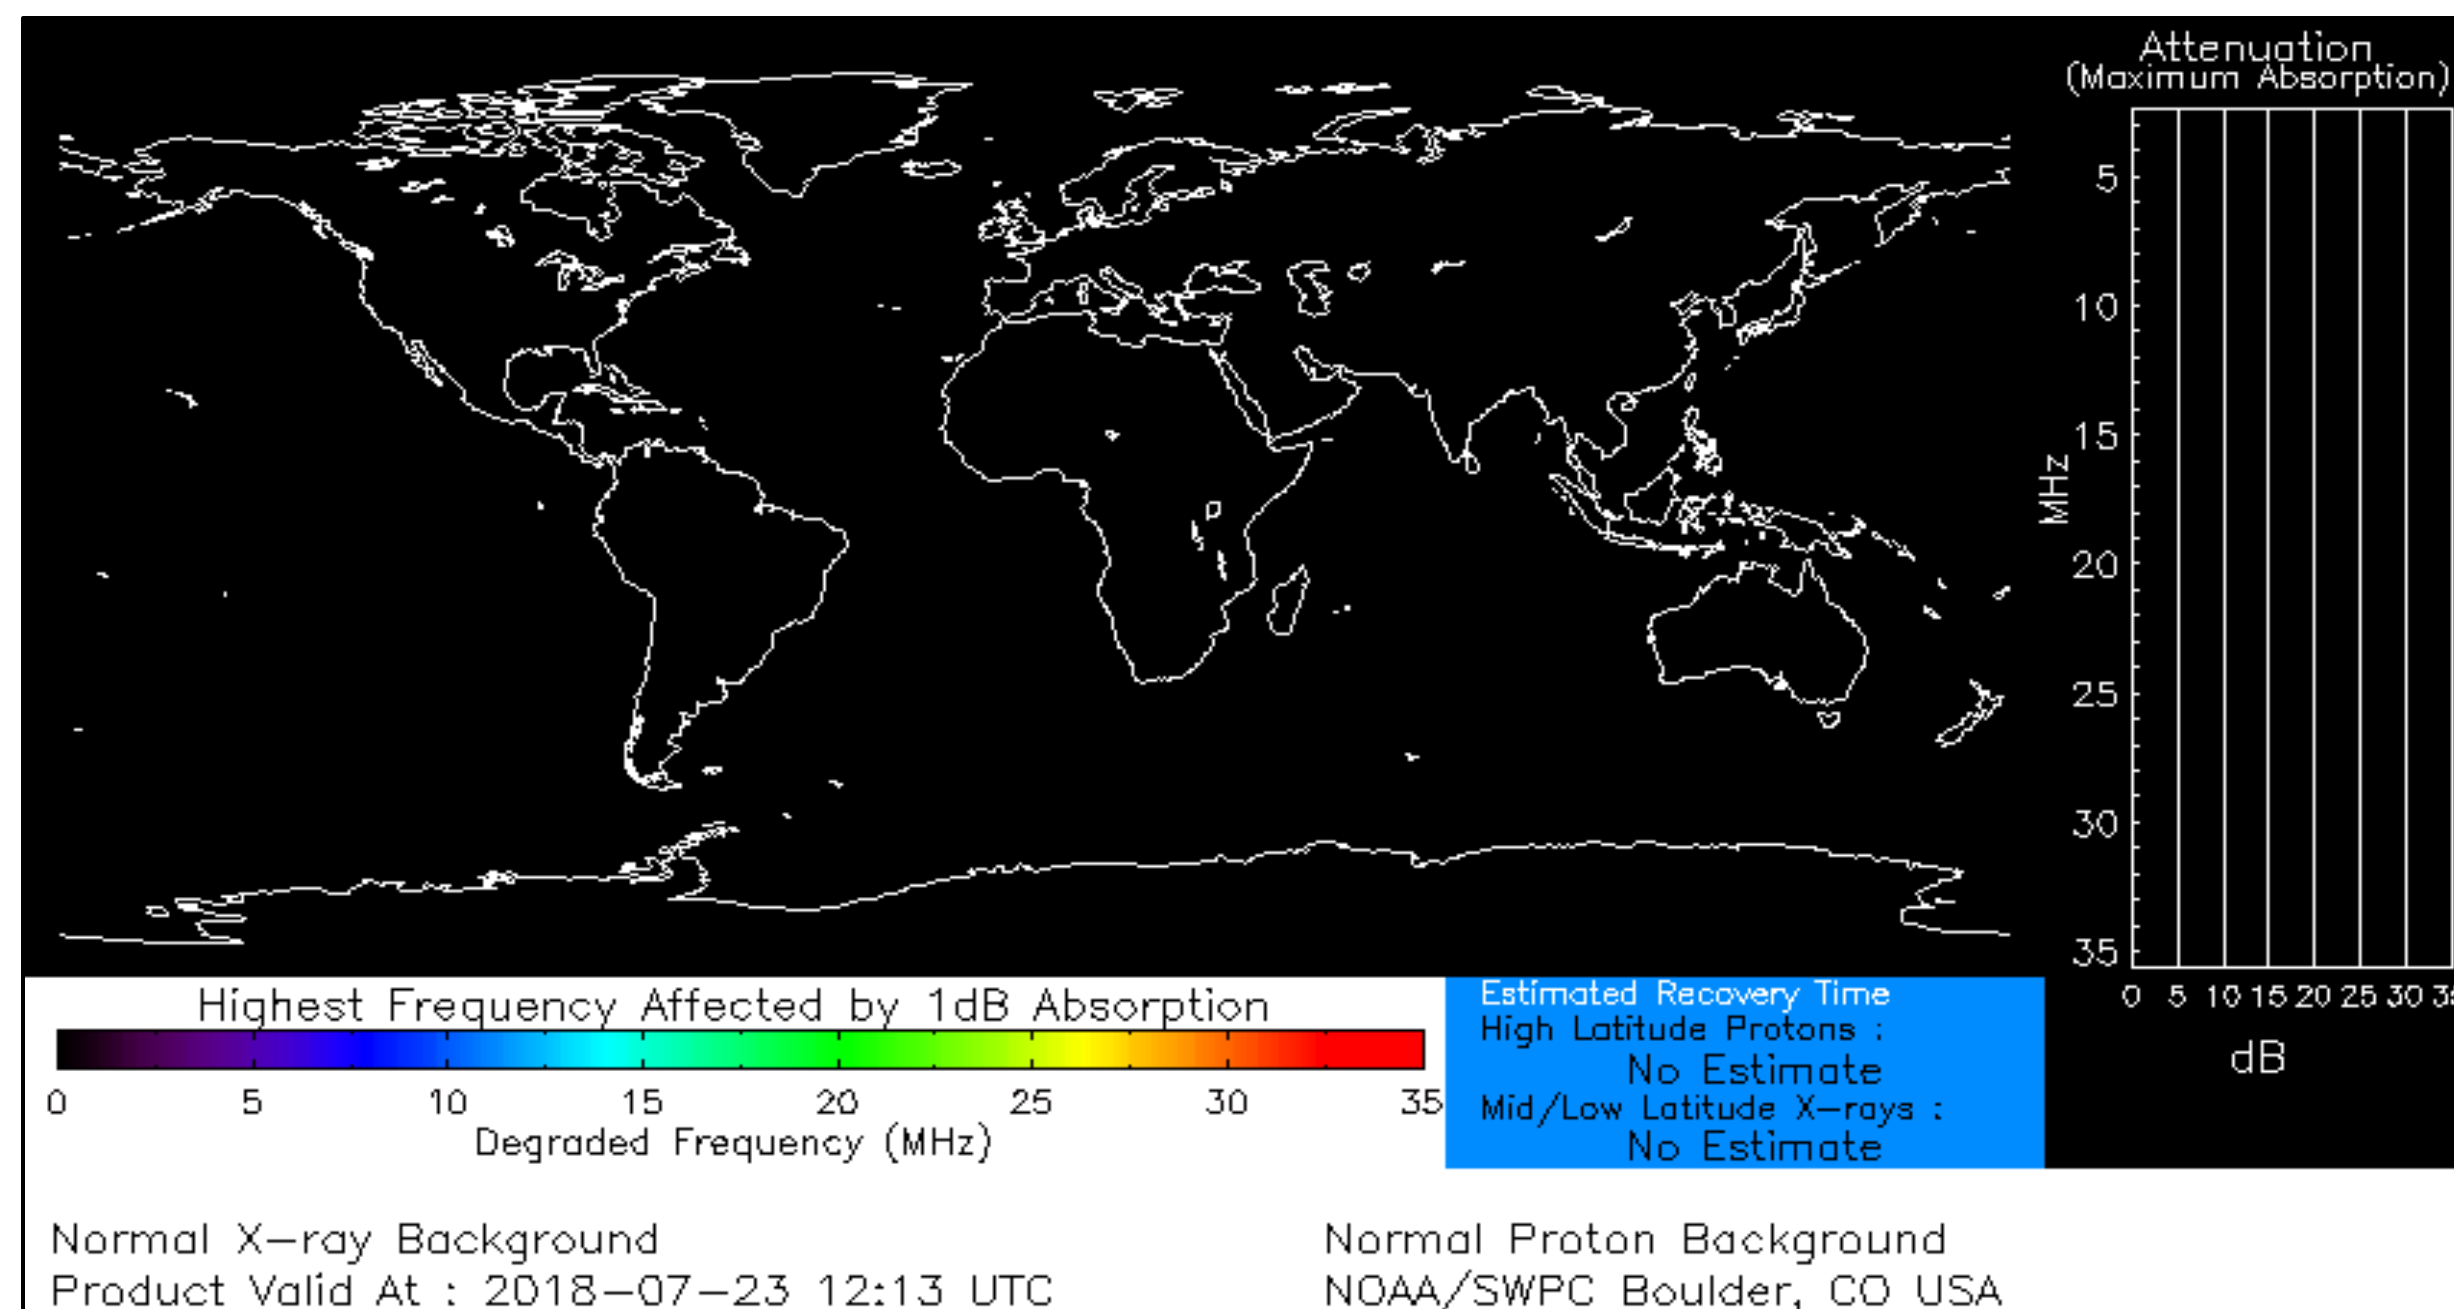 Attenuation
(Maximum Absorption)
5
10
15
20
25
30
35
MHz
0 5 10 15 20 25 30
dB
Highest Frequency Affected by 1dB Absorption
0 5 10 15 20 25 30 35
Degraded Frequency (MHz)
Estimated Recovery Time
High Latitude Protons :
No Estimate
Mid/Low Latitude X-rays :
No Estimate
Normal X-ray Background
Product Valid At : 2018-07-23 12:13 UTC
Normal Proton Background
NOAA/SWPC Boulder, CO USA